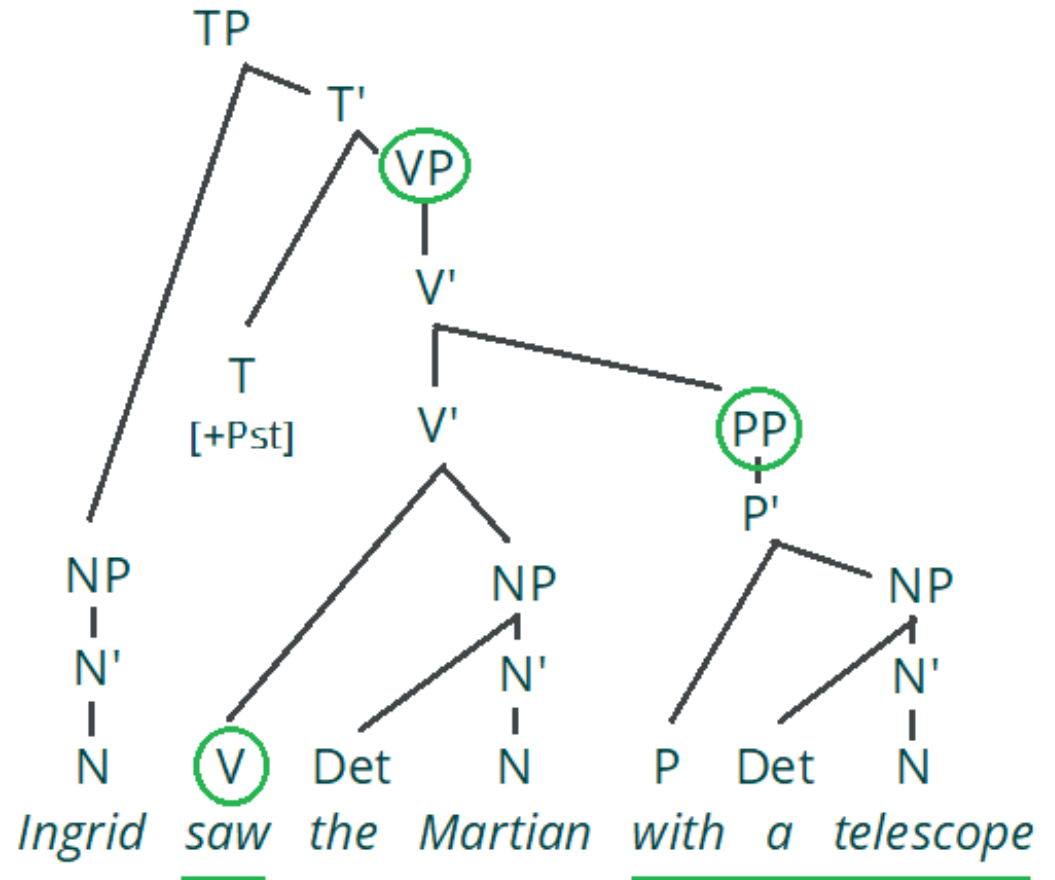 TP
T'
VP
V'
T
[+Pst]
V'
PP
P'
NP NP NP
N' N' N'
N V Det N P Det N
Ingrid saw the Martian with a telescope